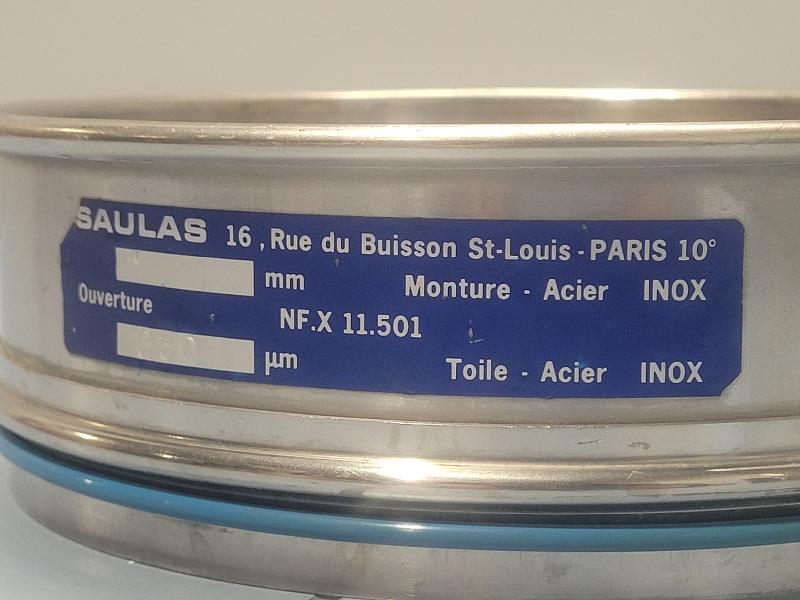 SAULAS 16, Rue du Buisson St-Louis - PARIS 10°
mm Monture - Acier INOX
Ouverture
NF.X 11.501
µm Toile - Acier INOX